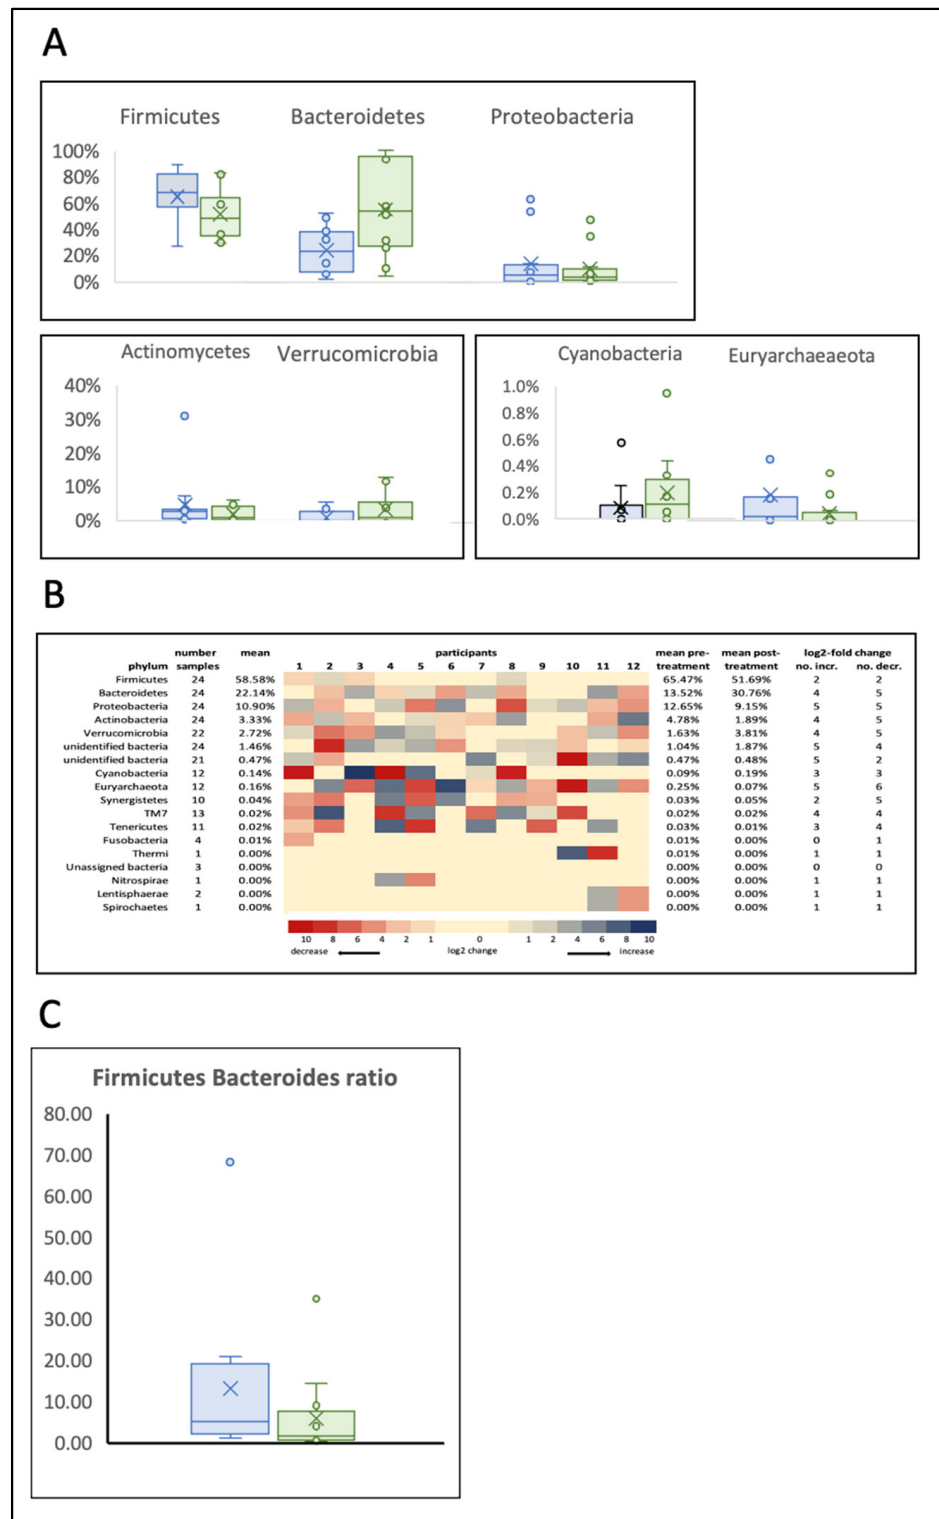 A
Firmicutes Bacteroidetes Proteobacteria
100%
80%
60%
40%
20%
0%
Actinomycetes Verrucomicrobia
40%
30%
20%
10%
0%
Cyanobacteria Euryarchaeaeota
1.0%
0.8%
0.6%
0.4%
0.2%
0.0%
B
number mean participants mean pre- mean post- log2-fold change
phylum samples 1 2 3 4 5 6 7 8 9 10 11 12 treatment treatment no. incr. no. decr.
Firmicutes 24 58.58% 65.47% 51.69% 2 2
Bacteroidetes 24 22.14% 13.52% 30.76% 4 5
Proteobacteria 24 10.90% 12.65% 9.15% 5 5
Actinobacteria 24 3.33% 4.78% 1.89% 4 5
Verrucomicrobia 22 2.72% 1.63% 3.81% 4 5
unidentified bacteria 24 1.46% 1.04% 1.87% 5 4
unidentified bacteria 21 0.47% 0.47% 0.48% 5 2
Cyanobacteria 12 0.14% 0.09% 0.19% 3 3
Euryarchaeota 12 0.16% 0.25% 0.07% 5 6
Synergistetes 10 0.04% 0.03% 0.05% 2 5
TM7 13 0.02% 0.02% 0.02% 4 4
Tenericutes 11 0.02% 0.03% 0.01% 3 4
Fusobacteria 4 0.01% 0.01% 0.00% 0 1
Thermi 1 0.00% 0.01% 0.00% 1 1
Unassigned bacteria 3 0.00% 0.00% 0.00% 0 0
Nitrospirae 1 0.00% 0.00% 0.00% 1 1
Lentisphaerae 2 0.00% 0.00% 0.00% 1 1
Spirochaetes 1 0.00% 0.00% 0.00% 1 1
10 8 6 4 2 1 0 1 2 4 6 8 10
decrease log2 change increase
C
Firmicutes Bacteroides ratio
80.00
70.00
60.00
50.00
40.00
30.00
20.00
10.00
0.00